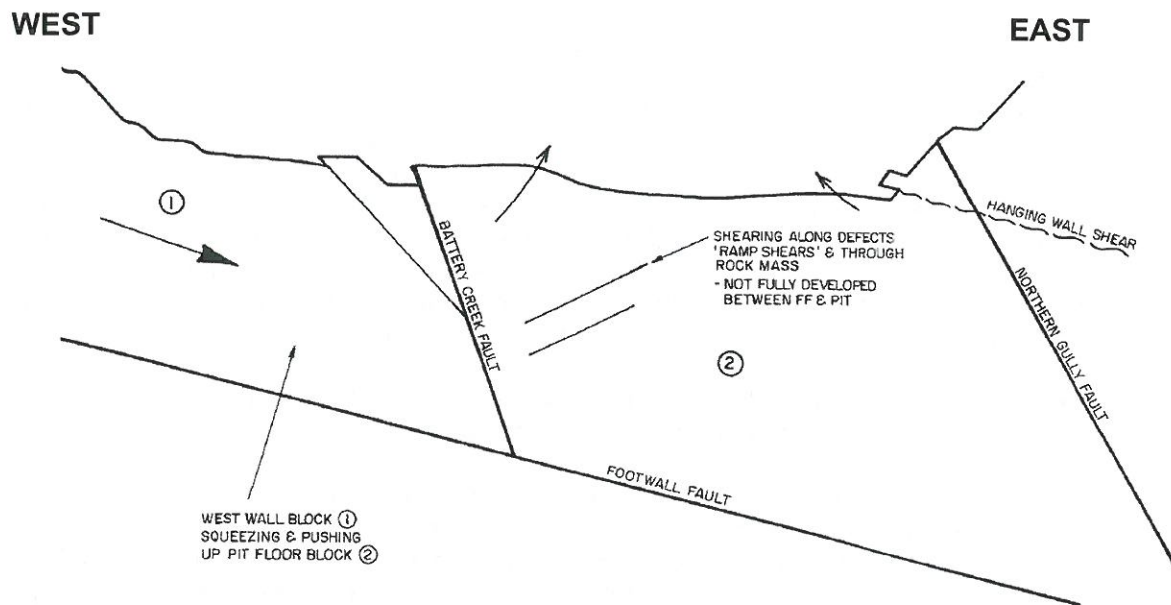 WEST
EAST
①
BATTERY CREEK FAULT
SHEARING ALONG DEFECTS
'RAMP SHEARS' & THROUGH
ROCK MASS
- NOT FULLY DEVELOPED
BETWEEN FF & PIT
HANGING WALL SHEAR
NORTHERN GULLY FAULT
②
FOOTWALL FAULT
WEST WALL BLOCK ①
SQUEEZING & PUSHING
UP PIT FLOOR BLOCK ②